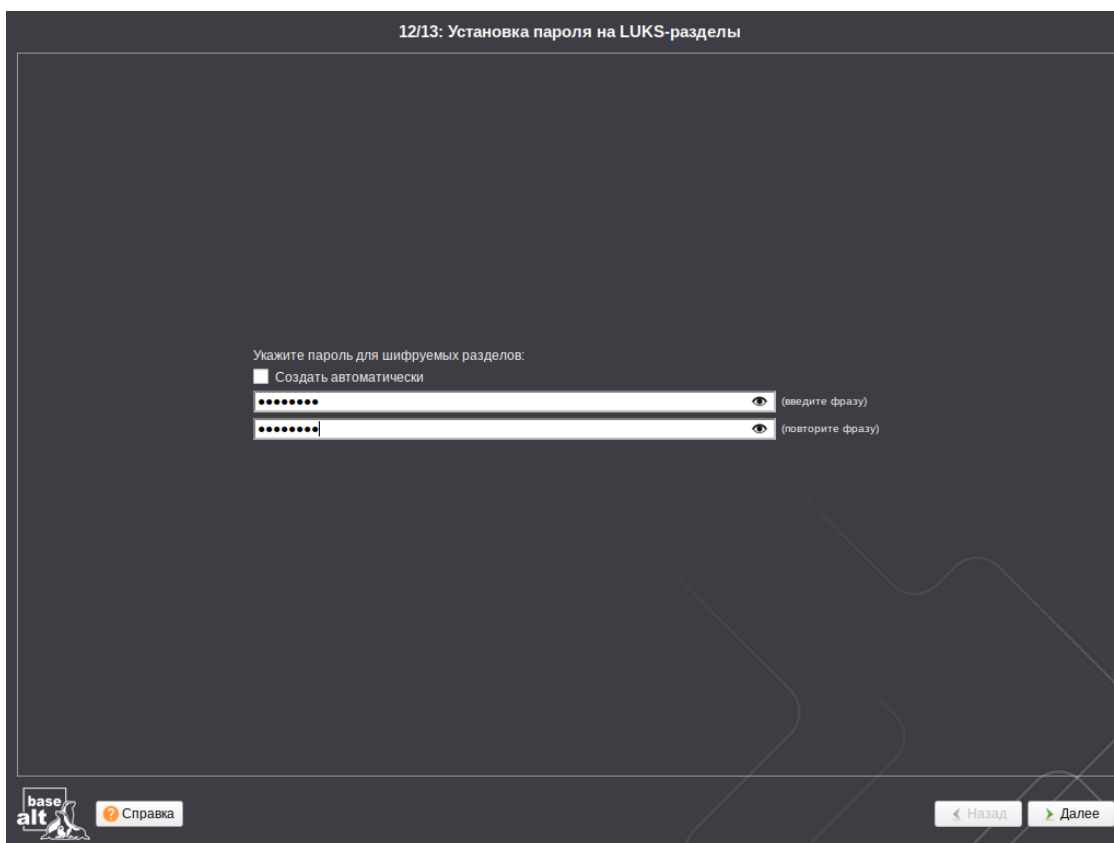 12/13: Установка пароля на LUKS-разделы
Укажите пароль для шифруемых разделов:
Создать автоматически
•••••••• (введите фразу)
•••••••• (повторите фразу)
base
alt
Справка
Назад
Далее